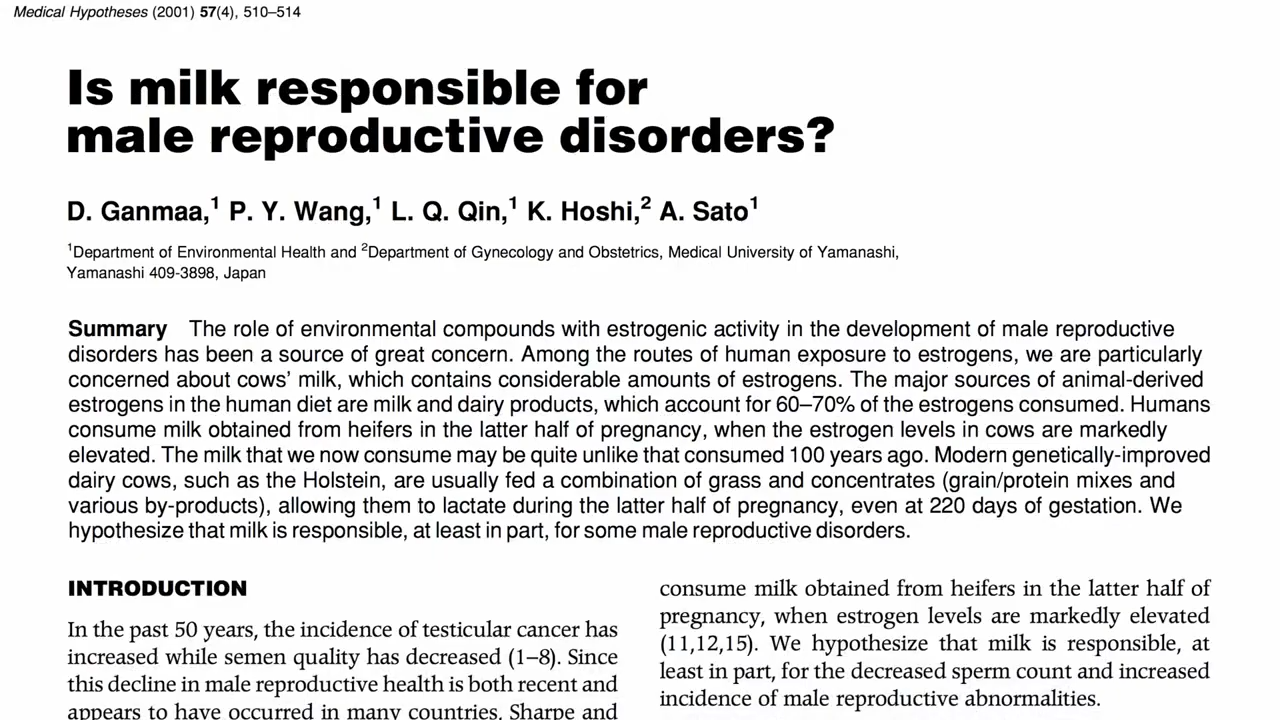 Medical Hypotheses (2001) 57(4), 510–514
Is milk responsible for
male reproductive disorders?
D. Ganmaa,1 P. Y. Wang,1 L. Q. Qin,1 K. Hoshi,2 A. Sato1
1Department of Environmental Health and 2Department of Gynecology and Obstetrics, Medical University of Yamanashi,
Yamanashi 409-3898, Japan
Summary The role of environmental compounds with estrogenic activity in the development of male reproductive
disorders has been a source of great concern. Among the routes of human exposure to estrogens, we are particularly
concerned about cows’ milk, which contains considerable amounts of estrogens. The major sources of animal-derived
estrogens in the human diet are milk and dairy products, which account for 60–70% of the estrogens consumed. Humans
consume milk obtained from heifers in the latter half of pregnancy, when the estrogen levels in cows are markedly
elevated. The milk that we now consume may be quite unlike that consumed 100 years ago. Modern genetically-improved
dairy cows, such as the Holstein, are usually fed a combination of grass and concentrates (grain/protein mixes and
various by-products), allowing them to lactate during the latter half of pregnancy, even at 220 days of gestation. We
hypothesize that milk is responsible, at least in part, for some male reproductive disorders.
INTRODUCTION
In the past 50 years, the incidence of testicular cancer has
increased while semen quality has decreased (1–8). Since
this decline in male reproductive health is both recent and
appears to have occurred in many countries, Sharpe and
consume milk obtained from heifers in the latter half of
pregnancy, when estrogen levels are markedly elevated
(11,12,15). We hypothesize that milk is responsible, at
least in part, for the decreased sperm count and increased
incidence of male reproductive abnormalities.